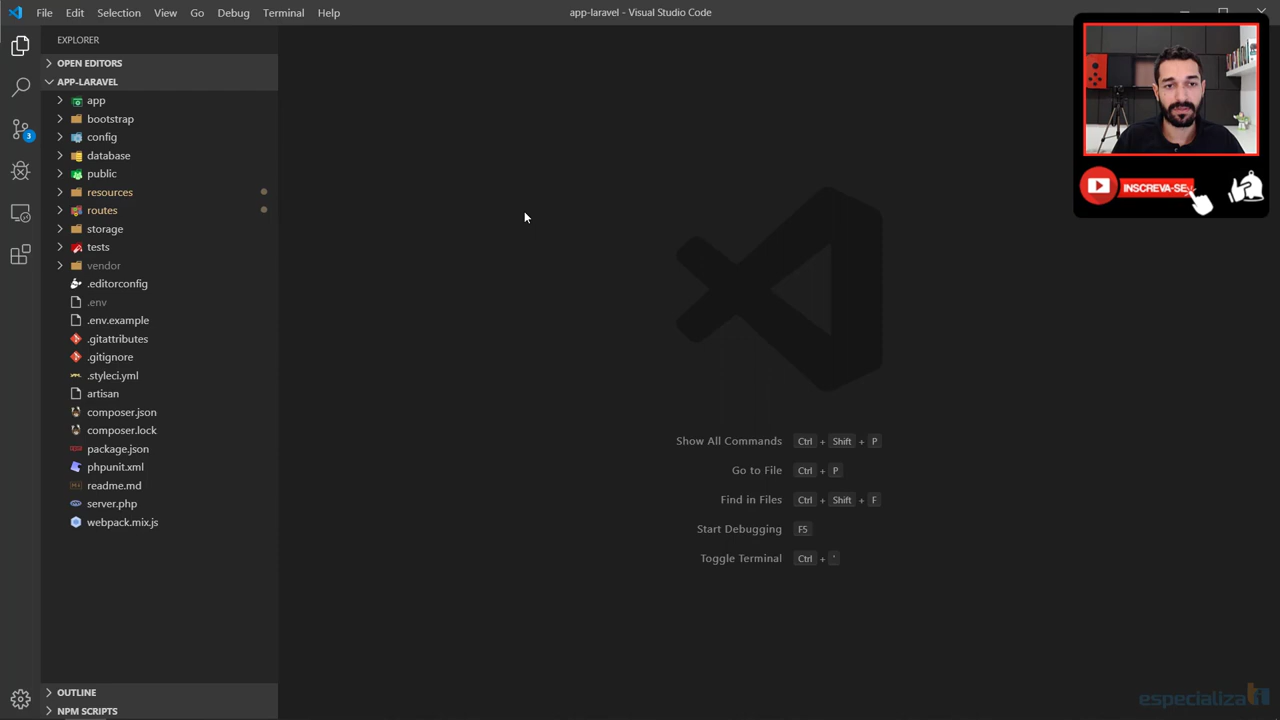 File Edit Selection View Go Debug Terminal Help
app-laravel - Visual Studio Code
EXPLORER
OPEN EDITORS
APP-LARAVEL
app
bootstrap
config
database
public
resources
routes
storage
tests
vendor
.editorconfig
.env
.env.example
.gitattributes
.gitignore
.styleci.yml
artisan
composer.json
composer.lock
package.json
phpunit.xml
readme.md
server.php
webpack.mix.js
OUTLINE
NPM SCRIPTS
3
Show All Commands Ctrl + Shift + P
Go to File Ctrl + P
Find in Files Ctrl + Shift + F
Start Debugging F5
Toggle Terminal Ctrl + '
INSCREVA-SE
especializati